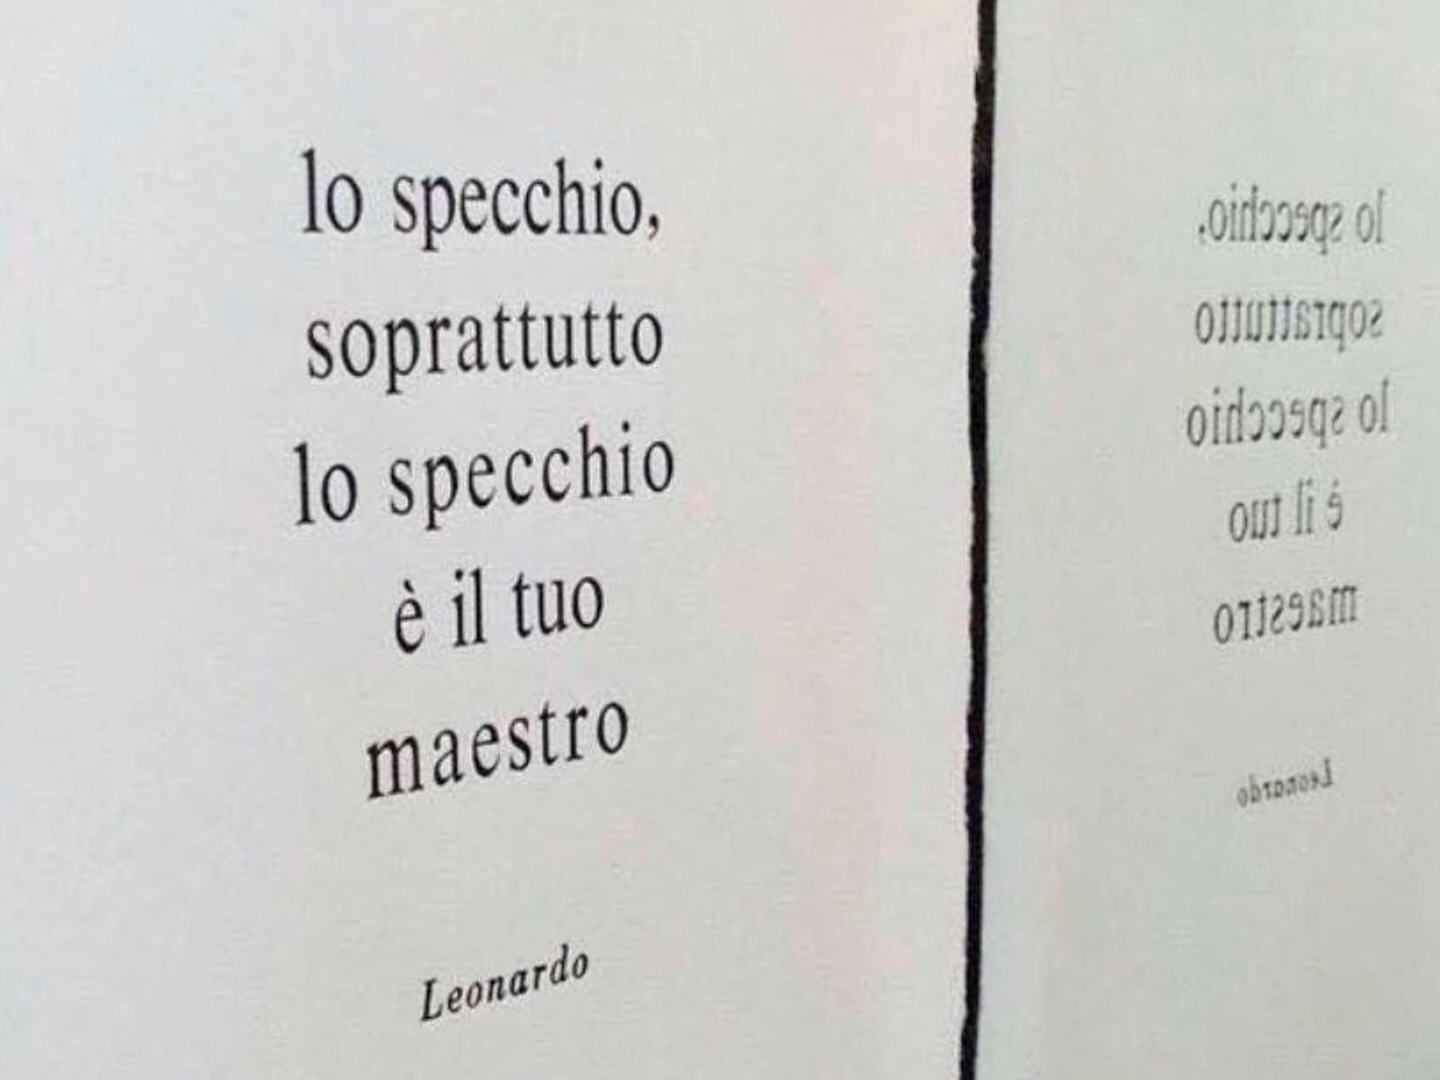 lo specchio,
soprattutto
lo specchio
è il tuo
maestro
Leonardo
lo specchio,
soprattutto
lo specchio
è il tuo
maestro
Leonardo